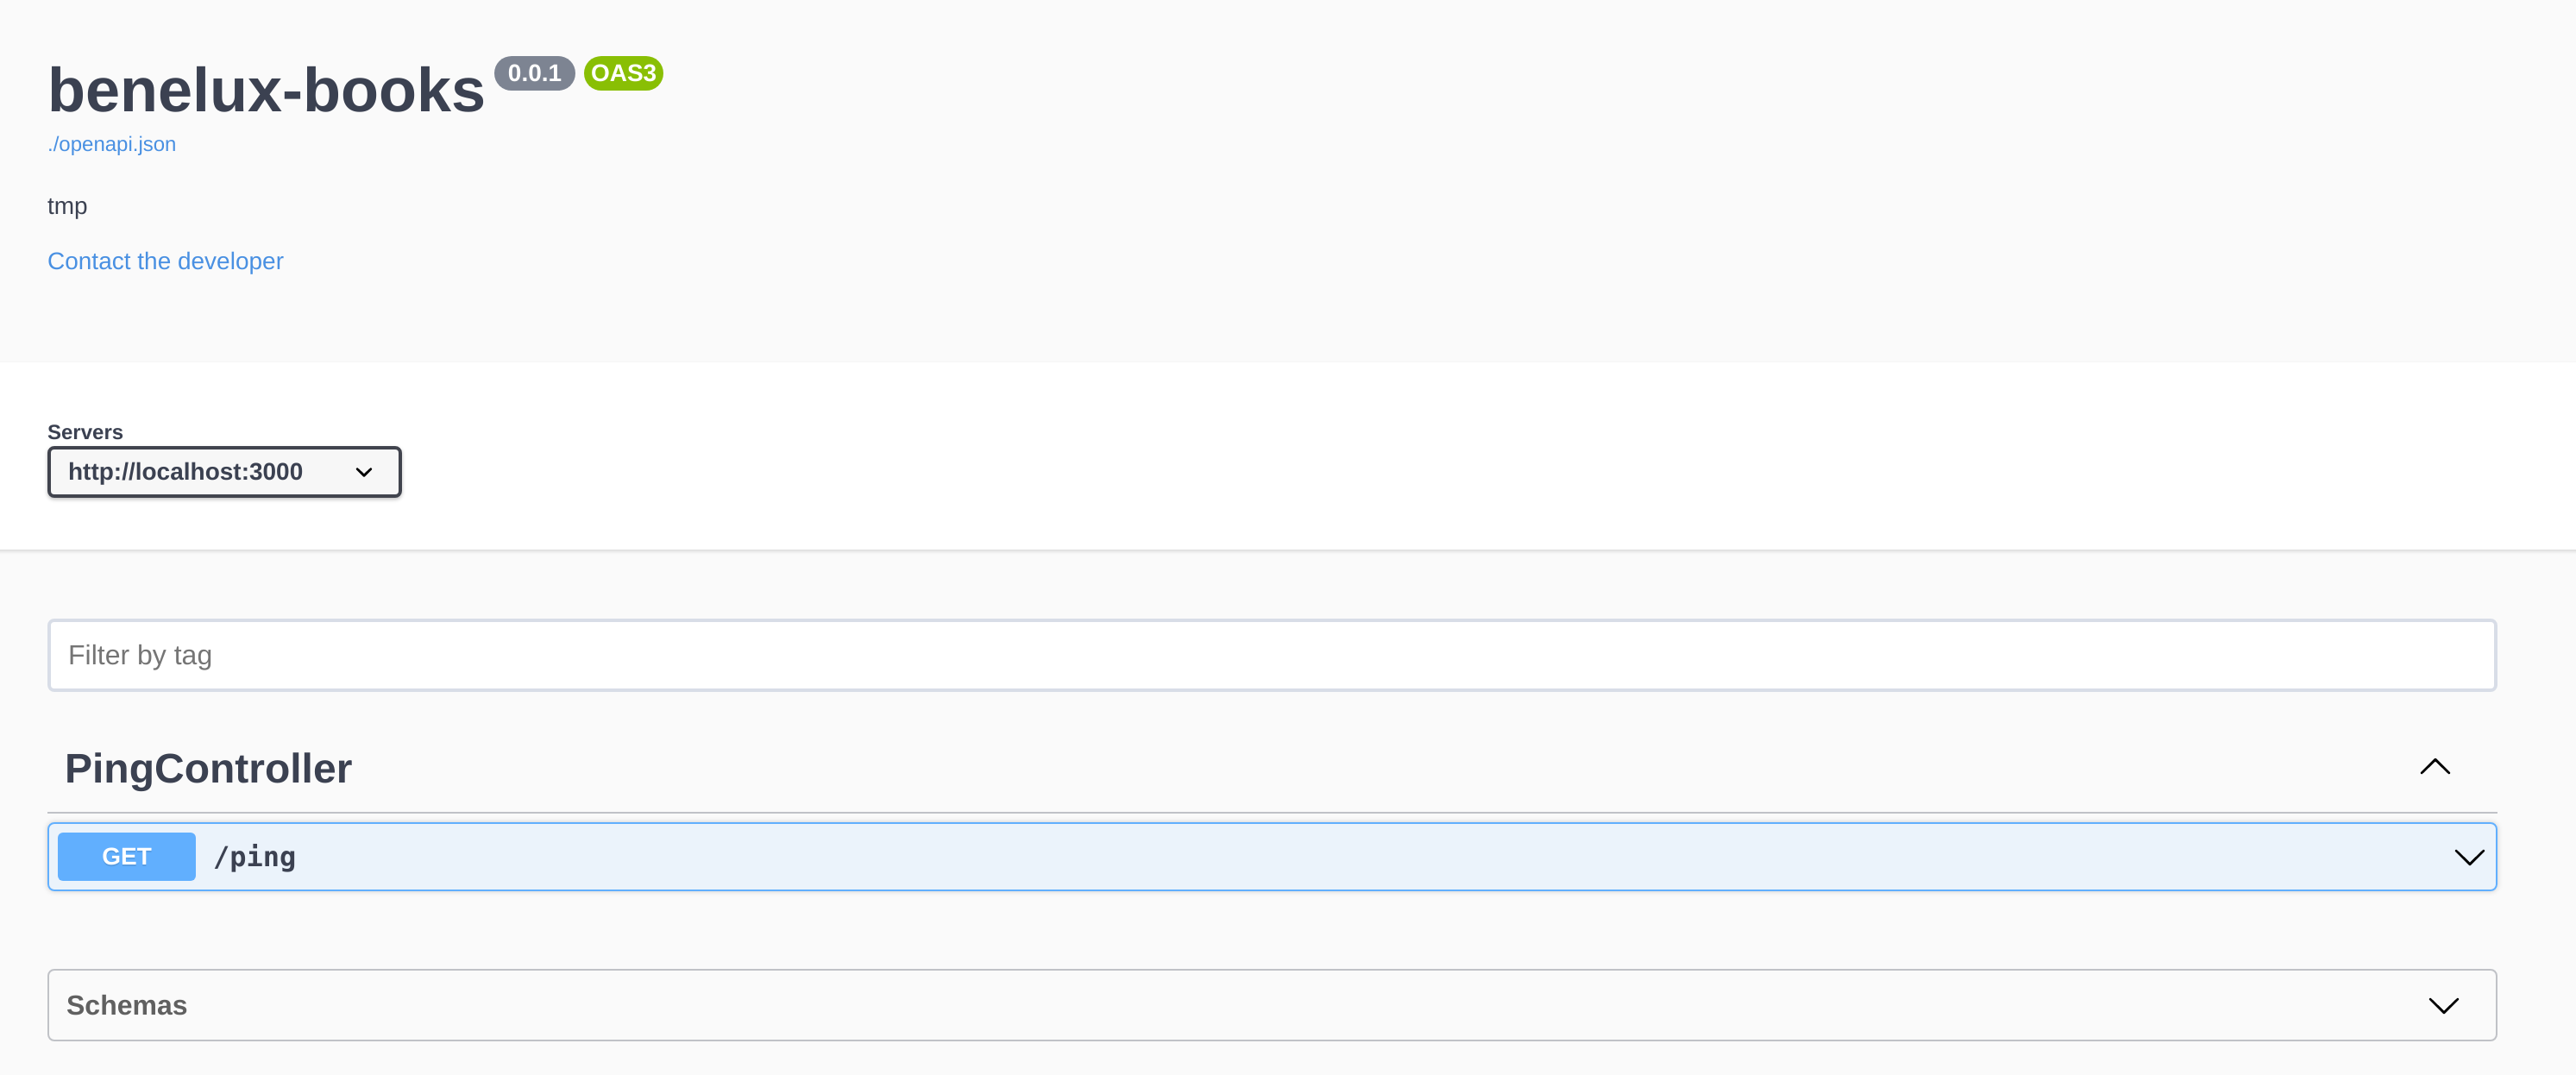 benelux-books 0.0.1 OAS3
./openapi.json
tmp
Contact the developer
Servers
http://localhost:3000
Filter by tag
PingController
GET /ping
Schemas